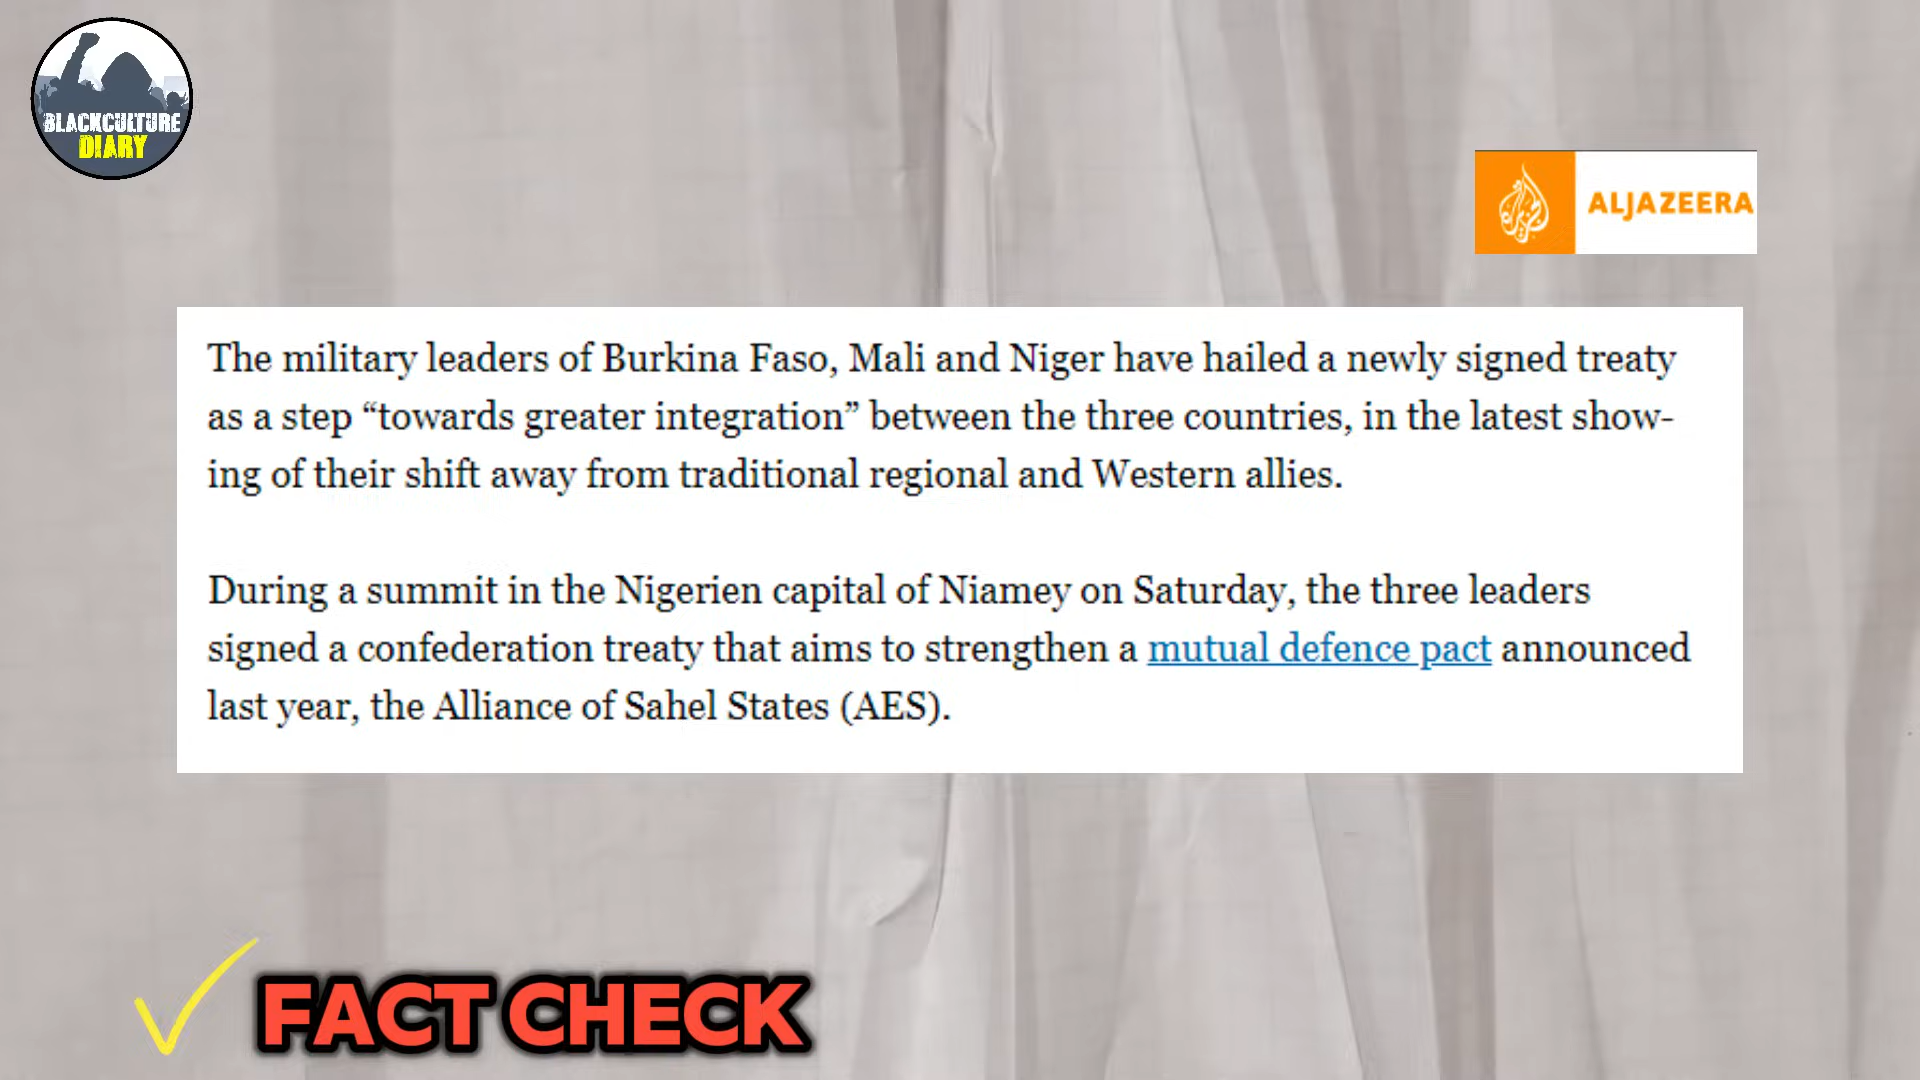 BLACKCULTURE
DIARY
ALJAZEERA
The military leaders of Burkina Faso, Mali and Niger have hailed a newly signed treaty
as a step “towards greater integration” between the three countries, in the latest show-
ing of their shift away from traditional regional and Western allies.
During a summit in the Nigerien capital of Niamey on Saturday, the three leaders
signed a confederation treaty that aims to strengthen a mutual defence pact announced
last year, the Alliance of Sahel States (AES).
FACT CHECK